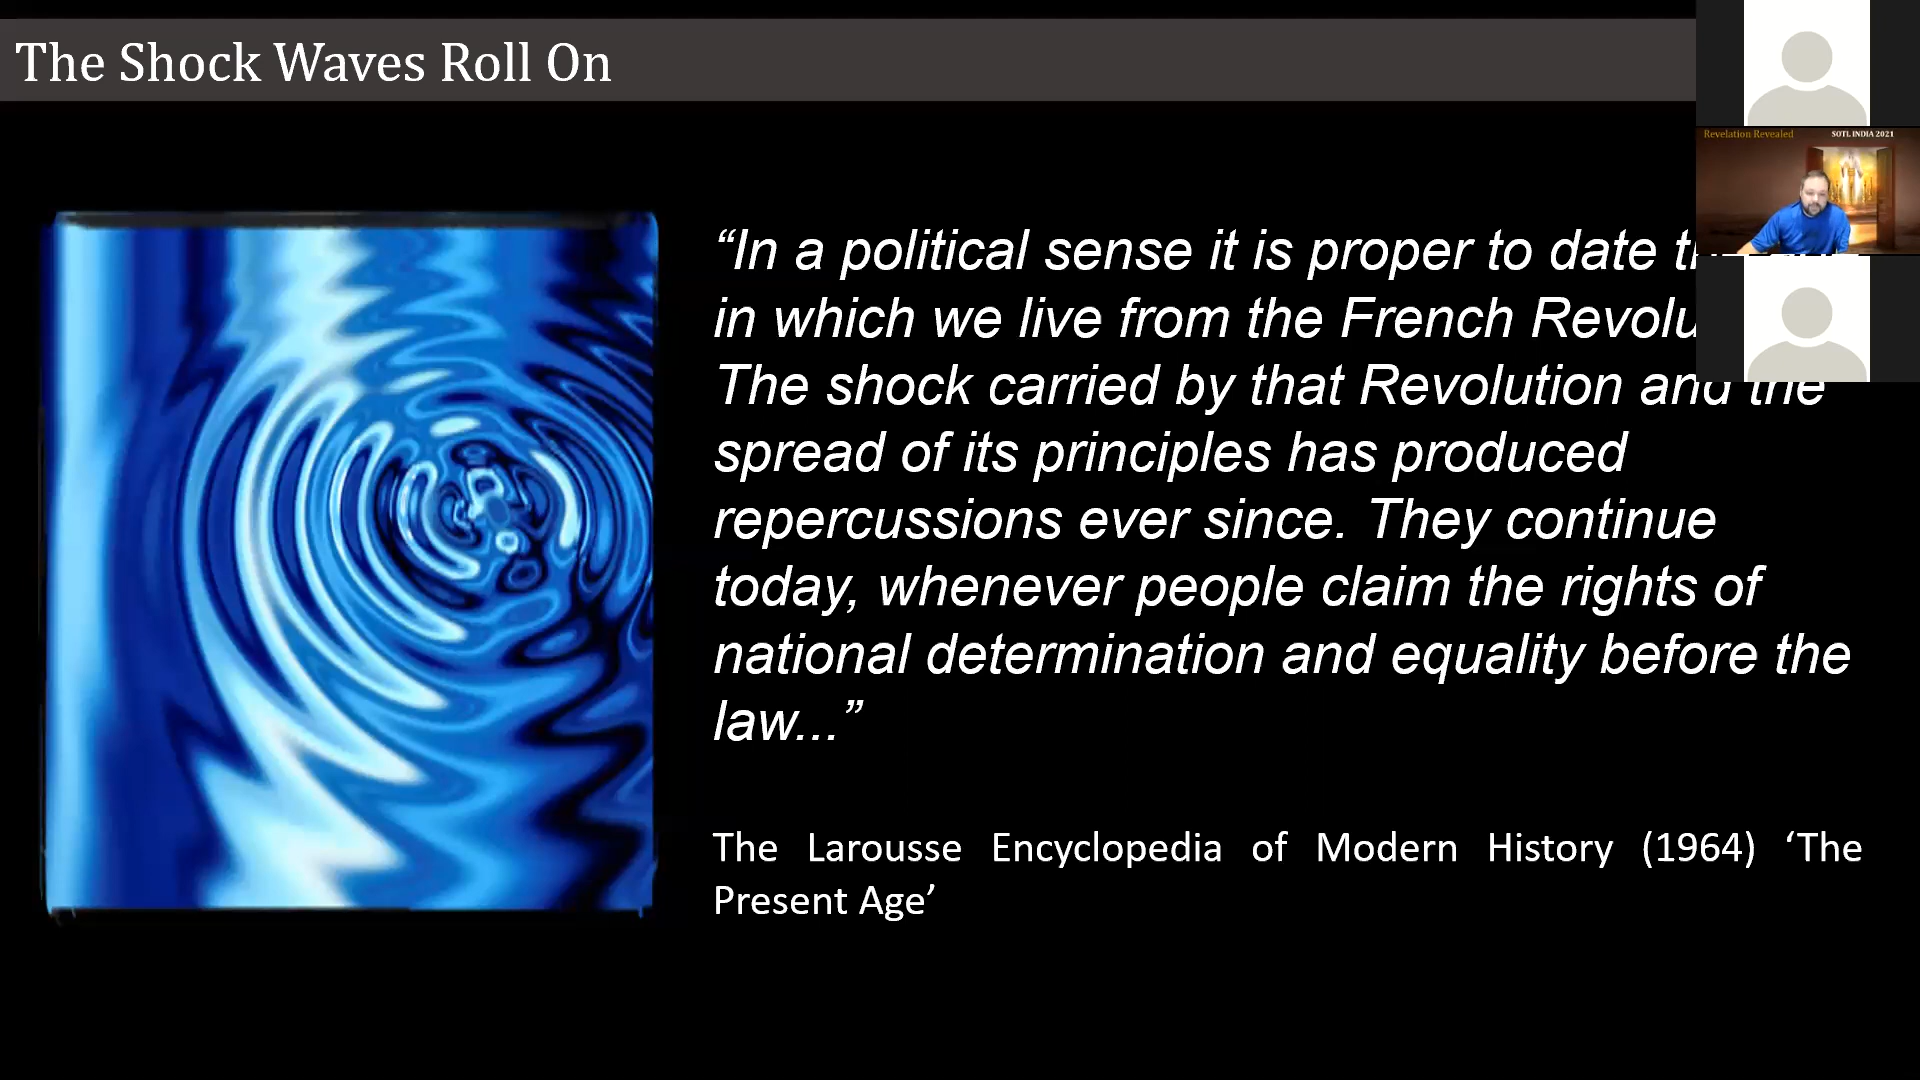 The Shock Waves Roll On
Revelation Revealed
SOTL INDIA 2021
“In a political sense it is proper to date
in which we live from the French
The shock carried by that Revolution and the
spread of its principles has produced
repercussions ever since. They continue
today, whenever people claim the rights of
national determination and equality before the
law...”
The Larousse Encyclopedia of Modern History (1964) ‘The
Present Age’